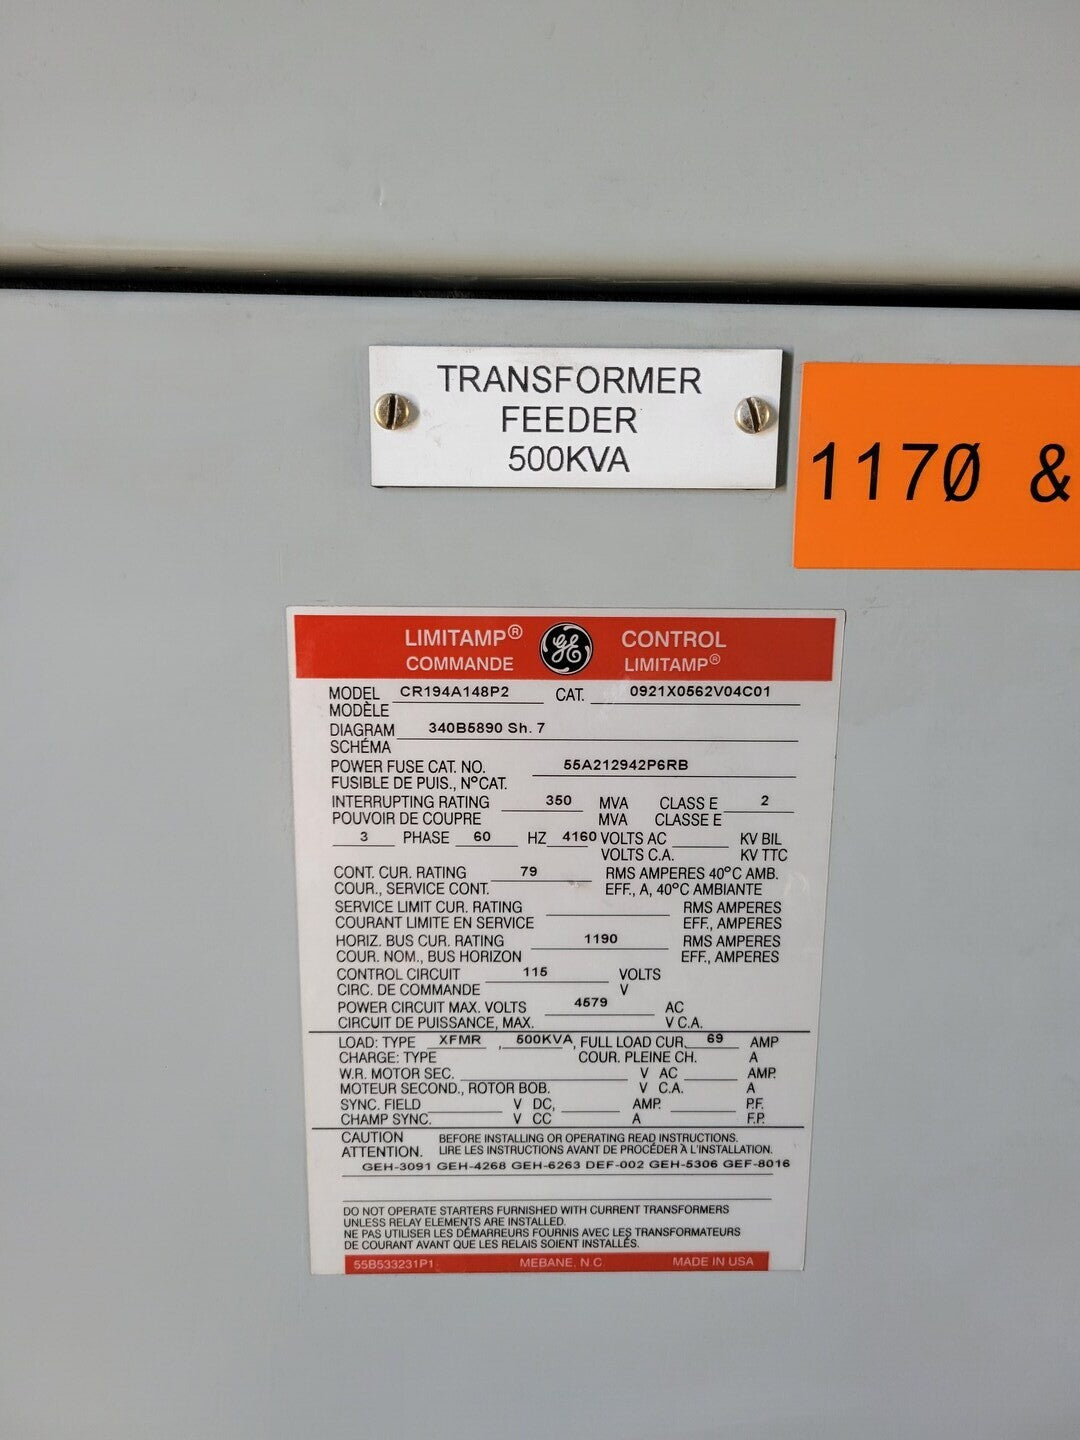 TRANSFORMER
FEEDER
500KVA
1170 &
LIMITAMP® GE CONTROL
COMMANDE LIMITAMP®
MODEL CR194A148P2 CAT. 0921X0562V04C01
MODÈLE
DIAGRAM 340B5890 Sh. 7
SCHÉMA
POWER FUSE CAT. NO. 55A212942P6RB
FUSIBLE DE PUIS., N°CAT.
INTERRUPTING RATING 350 MVA CLASS E 2
POUVOIR DE COUPRE MVA CLASSE E
3 PHASE 60 HZ 4160 VOLTS AC KV BIL
VOLTS C.A. KV TTC
CONT. CUR. RATING 79 RMS AMPERES 40°C AMB.
COUR., SERVICE CONT. EFF., A, 40°C AMBIANTE
SERVICE LIMIT CUR. RATING RMS AMPERES
COURANT LIMITE EN SERVICE EFF., AMPERES
HORIZ. BUS CUR. RATING 1190 RMS AMPERES
COUR. NOM., BUS HORIZON EFF., AMPERES
CONTROL CIRCUIT 115 VOLTS
CIRC. DE COMMANDE V
POWER CIRCUIT MAX. VOLTS 4579 AC
CIRCUIT DE PUISSANCE, MAX. V C.A.
LOAD: TYPE XFMR , 500KVA, FULL LOAD CUR. 69 AMP
CHARGE: TYPE COUR. PLEINE CH. A
W.R. MOTOR SEC. V AC AMP.
MOTEUR SECOND., ROTOR BOB. V C.A. A
SYNC. FIELD V DC, AMP. P.F.
CHAMP SYNC. V CC A F.P.
CAUTION BEFORE INSTALLING OR OPERATING READ INSTRUCTIONS.
ATTENTION. LIRE LES INSTRUCTIONS AVANT DE PROCÉDER À L'INSTALLATION.
GEH-3091 GEH-4268 GEH-6263 DEF-002 GEH-5306 GEF-8016
DO NOT OPERATE STARTERS FURNISHED WITH CURRENT TRANSFORMERS
UNLESS RELAY ELEMENTS ARE INSTALLED.
NE PAS UTILISER LES DÉMARREURS FOURNIS AVEC LES TRANSFORMATEURS
DE COURANT AVANT QUE LES RELAIS SOIENT INSTALLÉS.
55B533231P1 MEBANE, N.C. MADE IN USA